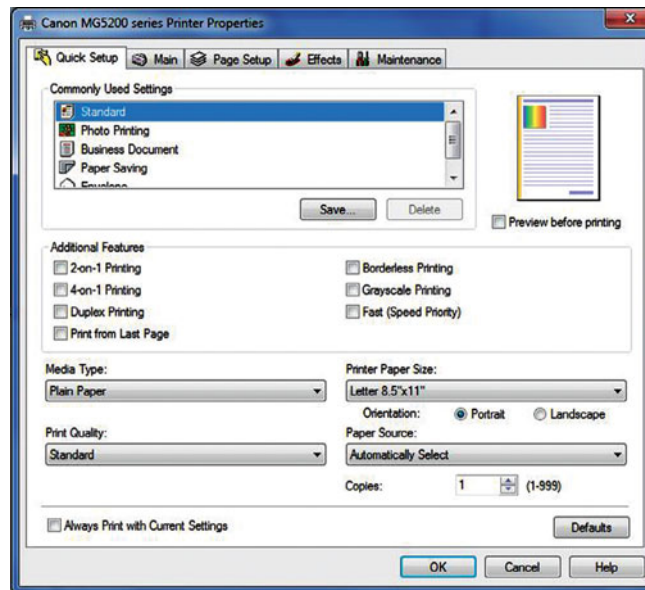 Canon MG5200 series Printer Properties
Quick Setup Main Page Setup Effects Maintenance
Commonly Used Settings
Standard
Photo Printing
Business Document
Paper Saving
Envelope
Save... Delete
Preview before printing
Additional Features
2-on-1 Printing Borderless Printing
4-on-1 Printing Grayscale Printing
Duplex Printing Fast (Speed Priority)
Print from Last Page
Media Type: Printer Paper Size:
Plain Paper Letter 8.5"x11"
Orientation: Portrait Landscape
Print Quality: Paper Source:
Standard Automatically Select
Copies: 1 (1-999)
Always Print with Current Settings Defaults
OK Cancel Help